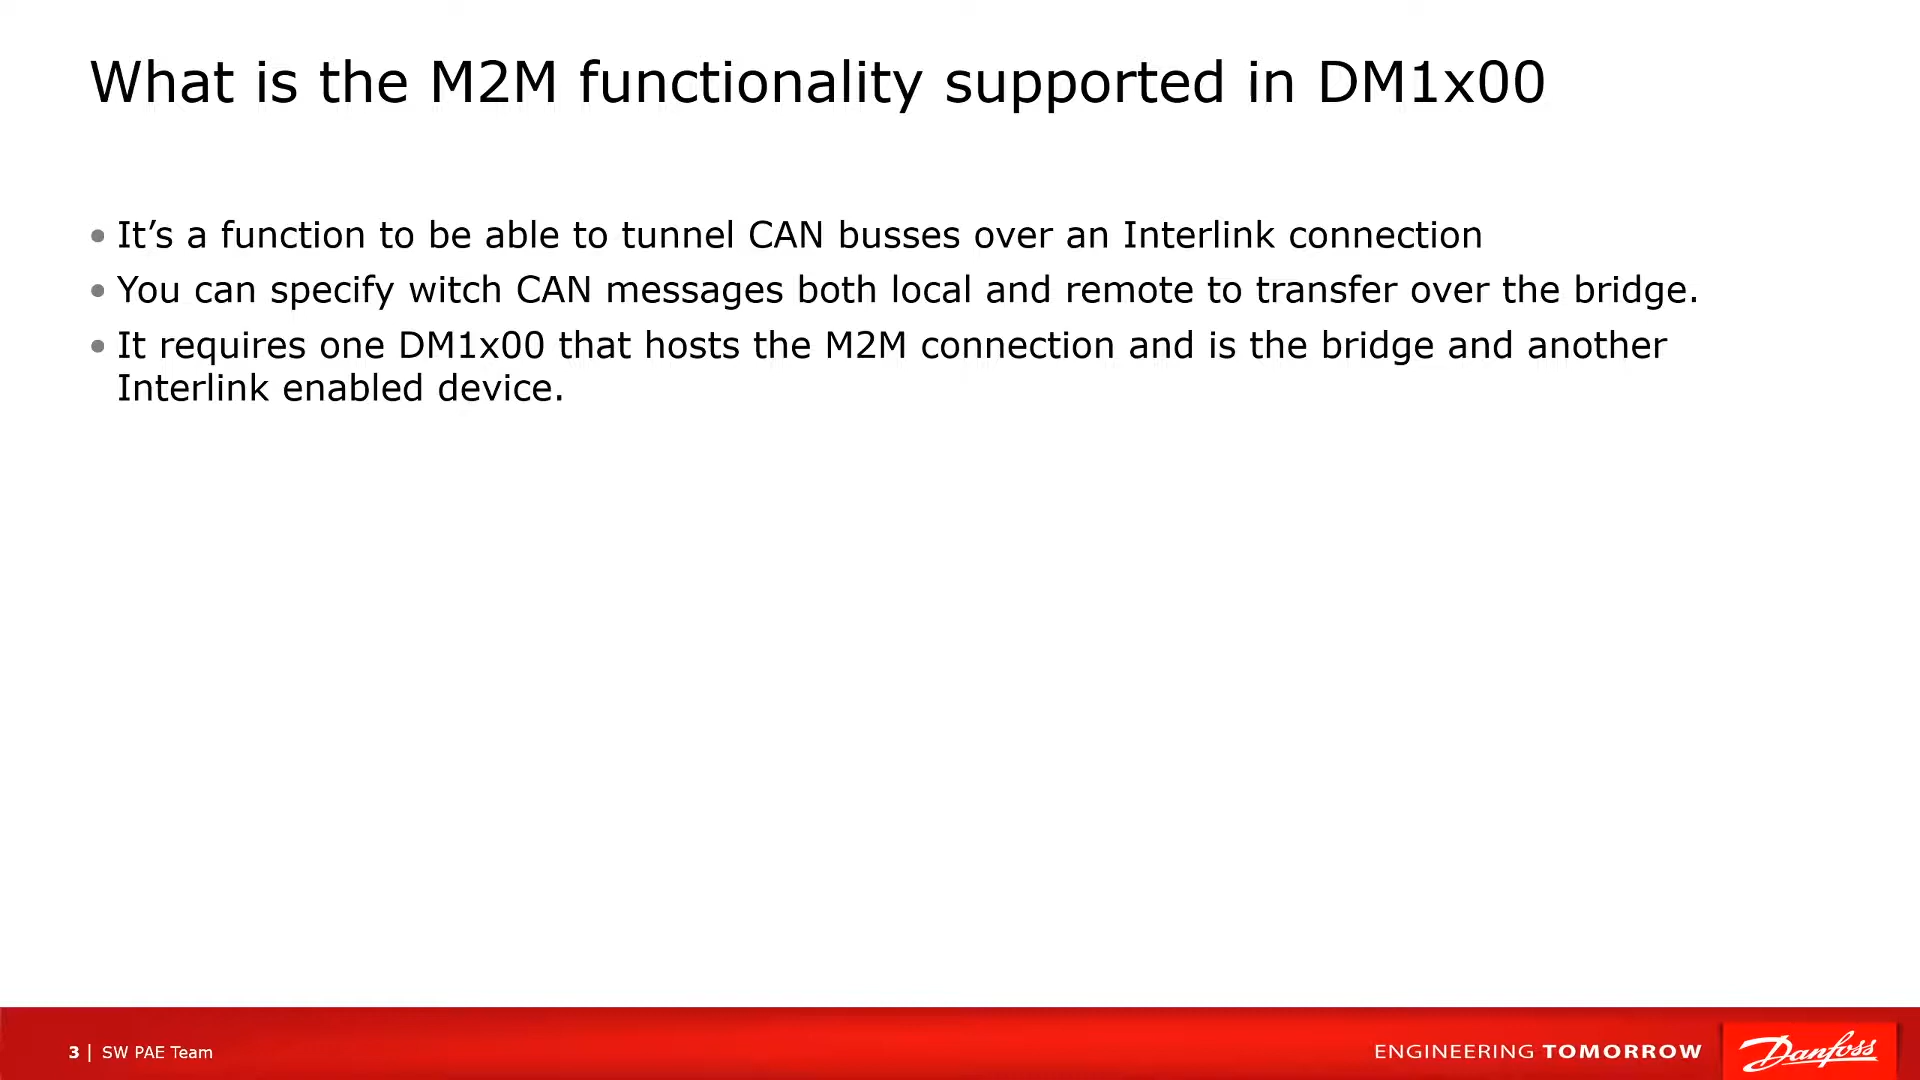 What is the M2M functionality supported in DM1x00
• It’s a function to be able to tunnel CAN busses over an Interlink connection
• You can specify witch CAN messages both local and remote to transfer over the bridge.
• It requires one DM1x00 that hosts the M2M connection and is the bridge and another
Interlink enabled device.
3 | SW PAE Team
ENGINEERING TOMORROW
Danfoss